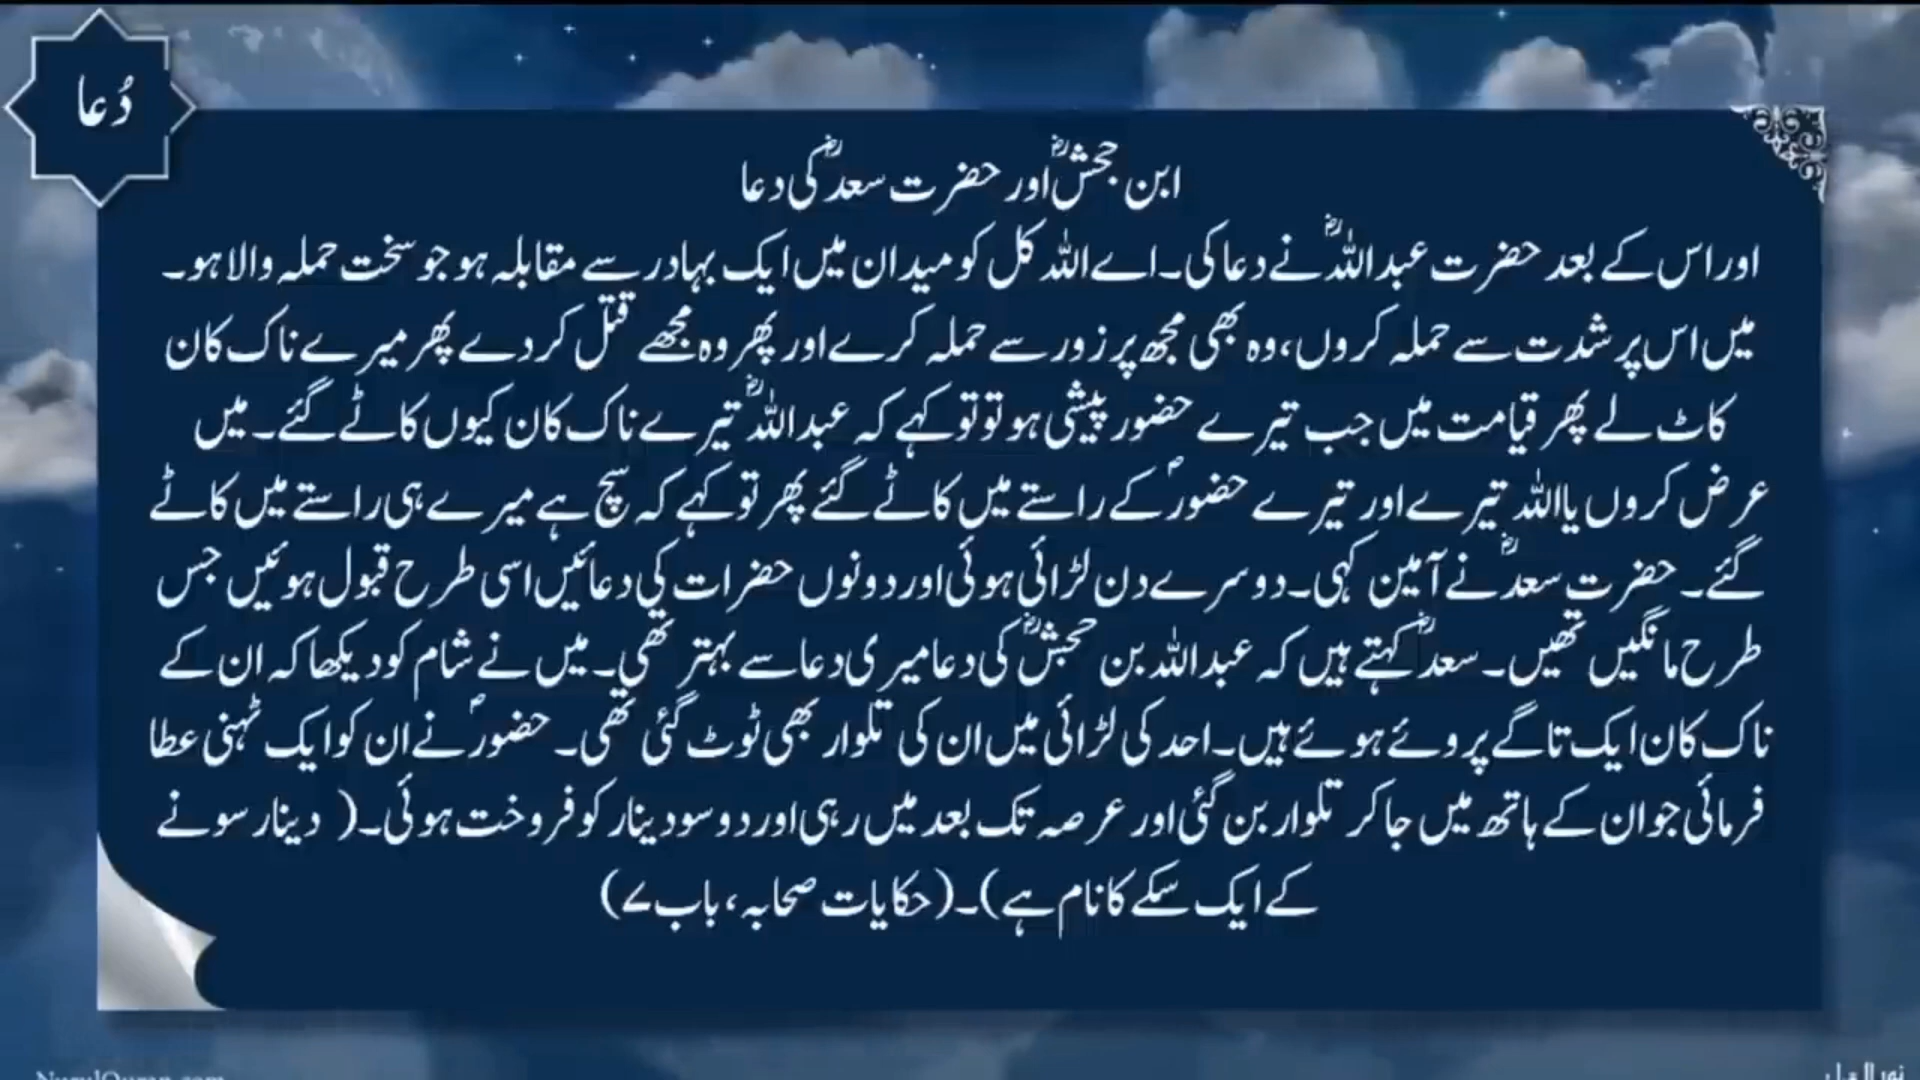 دُعا
ابن جحشؓ اور حضرت سعدؓ کی دعا
اور اس کے بعد حضرت عبداللہؓ نے دعا کی۔ اے اللہ کل کو میدان میں ایک بہادر سے مقابلہ ہو جو سخت حملہ والا ہو۔
میں اس پر شدت سے حملہ کروں، وہ بھی مجھ پر زور سے حملہ کرے اور پھر وہ مجھے قتل کر دے پھر میرے ناک کان
کاٹ لے پھر قیامت میں جب تیرے حضور پیشی ہو تو تو کہے کہ عبداللہؓ تیرے ناک کان کیوں کاٹے گئے۔ میں
عرض کروں یااللہ تیرے اور تیرے حضورؐ کے راستے میں کاٹے گئے پھر تو کہے کہ سچ ہے میرے ہی راستے میں کاٹے
گئے۔ حضرت سعدؓ نے آمین کہی۔ دوسرے دن لڑائی ہوئی اور دونوں حضرات کی دعائیں اسی طرح قبول ہوئیں جس
طرح مانگیں تھیں۔ سعدؓ کہتے ہیں کہ عبداللہ بن جحشؓ کی دعا میری دعا سے بہتر تھی۔ میں نے شام کو دیکھا کہ ان کے
ناک کان ایک تاگے پروئے ہوئے ہیں۔ احد کی لڑائی میں ان کی تلوار بھی ٹوٹ گئی تھی۔ حضورؐ نے ان کو ایک ٹہنی عطا
فرمائی جو ان کے ہاتھ میں جا کر تلوار بن گئی اور عرصہ تک بعد میں رہی اور دو سو دینار کو فروخت ہوئی۔( دینار سونے
کے ایک سکے کا نام ہے)۔(حکایات صحابہ، باب ۷)
NurulQuran.com